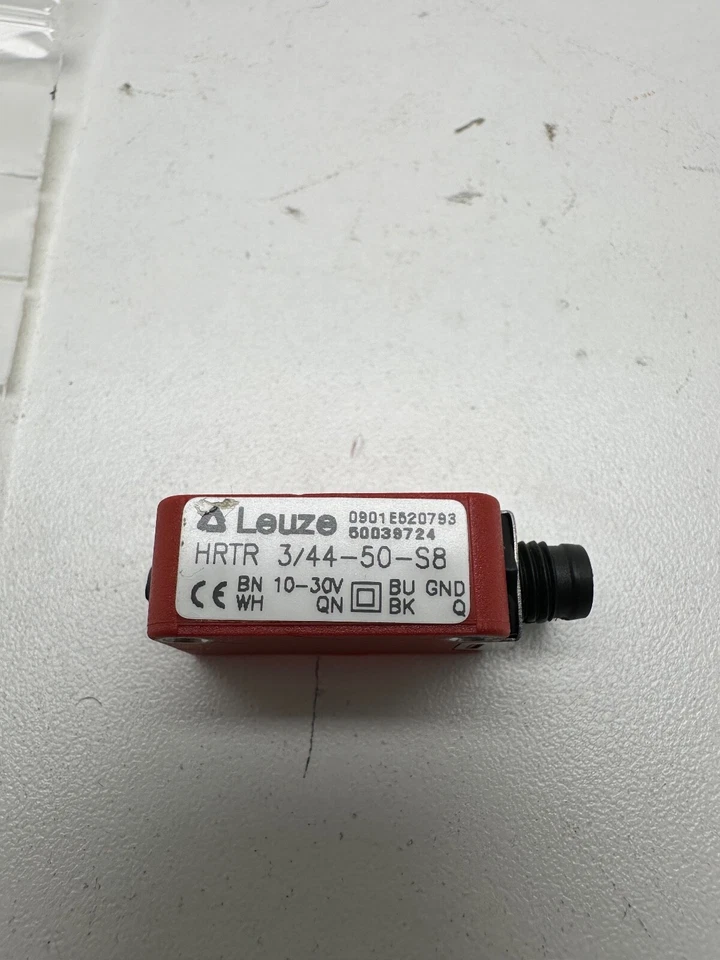 Leuze 0901E520793
50039724
HRTR 3/44-50-S8
CE BN 10-30V BU GND
WH QN BK Q